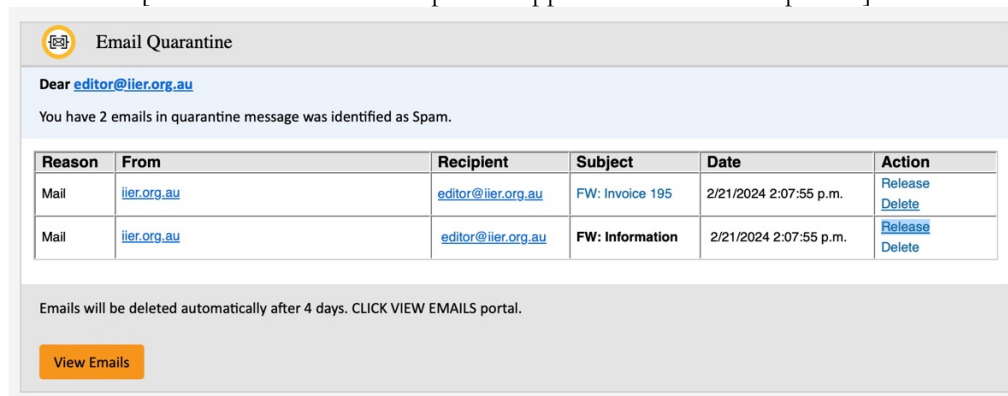 Email Quarantine
Dear editor@iier.org.au
You have 2 emails in quarantine message was identified as Spam.
Reason From Recipient Subject Date Action
Mail iier.org.au editor@iier.org.au FW: Invoice 195 2/21/2024 2:07:55 p.m. Release
Delete
Mail iier.org.au editor@iier.org.au FW: Information 2/21/2024 2:07:55 p.m. Release
Delete
Emails will be deleted automatically after 4 days. CLICK VIEW EMAILS portal.
View Emails